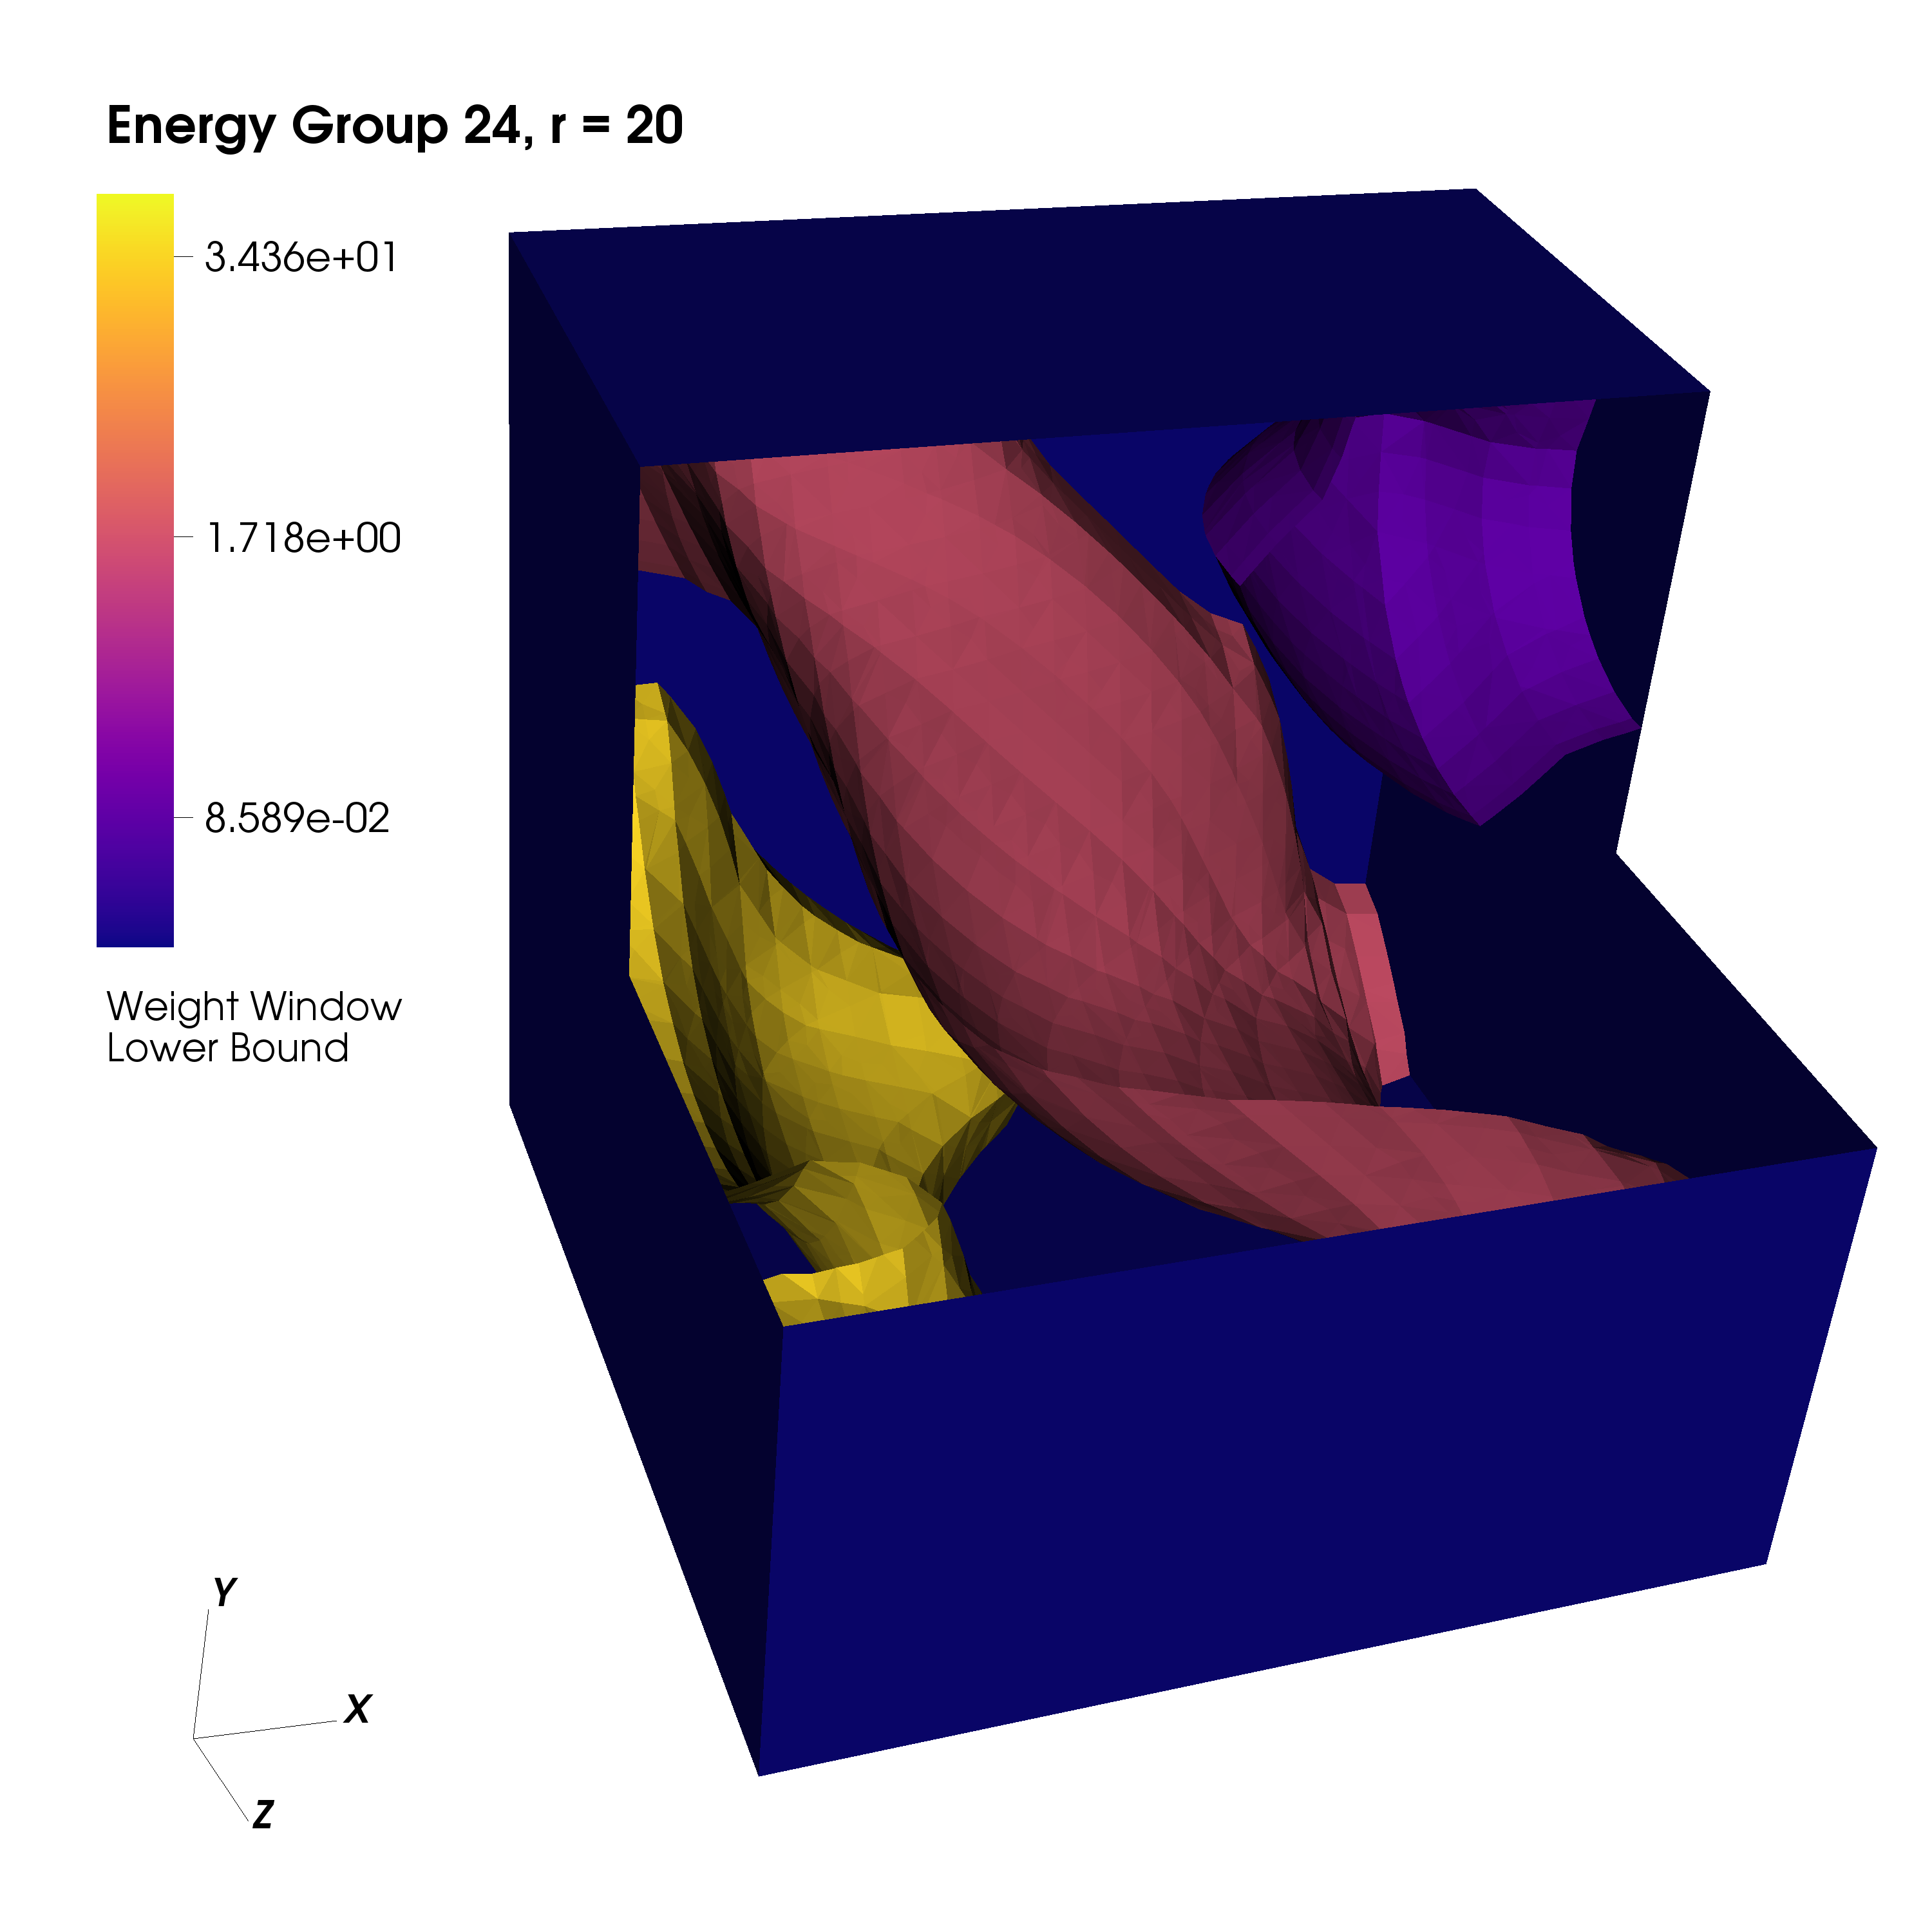 Energy Group 24, r = 20
3.436e+01
1.718e+00
8.589e-02
Weight Window
Lower Bound
Y
X
Z